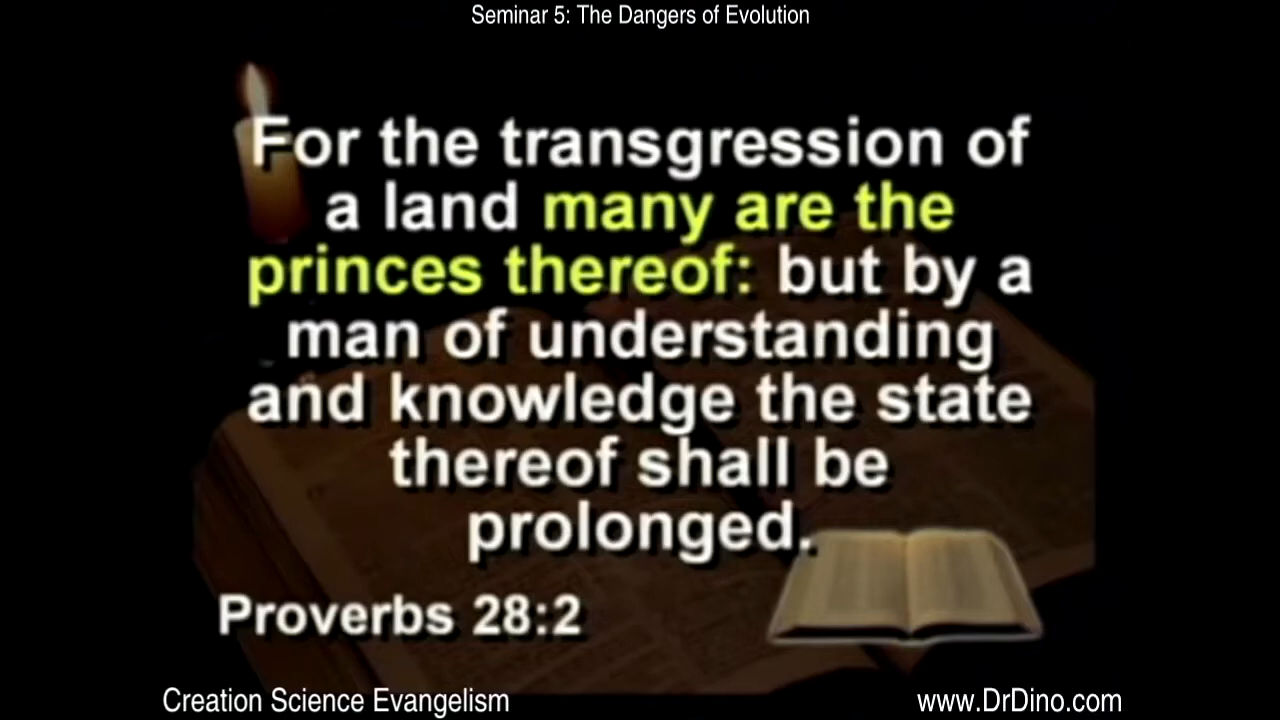 Seminar 5: The Dangers of Evolution
For the transgression of
a land many are the
princes thereof: but by a
man of understanding
and knowledge the state
thereof shall be
prolonged.
Proverbs 28:2
Creation Science Evangelism
www.DrDino.com